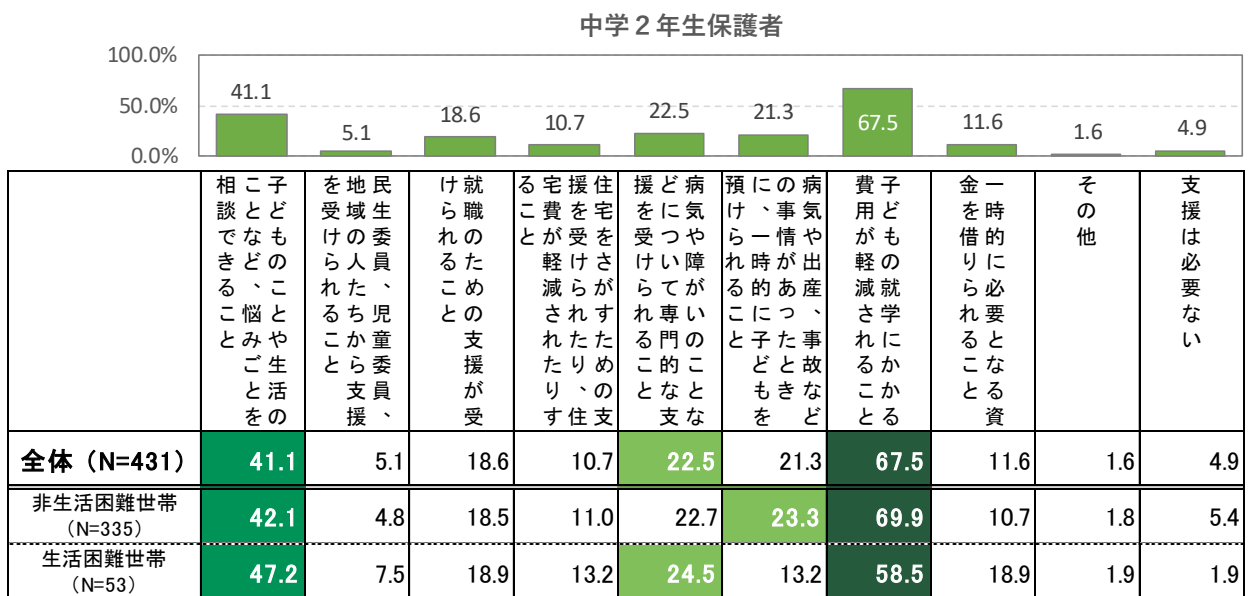 中学２年生保護者
100.0%
50.0%
0.0%
41.1
5.1
18.6
10.7
22.5
21.3
67.5
11.6
1.6
4.9
子どものことや生活の
ことなど、悩みごとを
相談できること
民生委員、児童委員、
地域の人たちから支援
を受けられること
就職のための支援が受
けられること
住宅をさがすための支
援を受けられたり、住
宅費が軽減されたりす
ること
病気や障がいのことな
どについて専門的な支
援を受けられること
病気や出産、事故など
の事情があったとき
に、一時的に子どもを
預けられること
子どもの就学にかかる
費用が軽減されること
一時的に必要となる資
金を借りられること
その他
支援は必要ない
全体（N=431） 41.1 5.1 18.6 10.7 22.5 21.3 67.5 11.6 1.6 4.9
非生活困難世帯
（N=335） 42.1 4.8 18.5 11.0 22.7 23.3 69.9 10.7 1.8 5.4
生活困難世帯
（N=53） 47.2 7.5 18.9 13.2 24.5 13.2 58.5 18.9 1.9 1.9